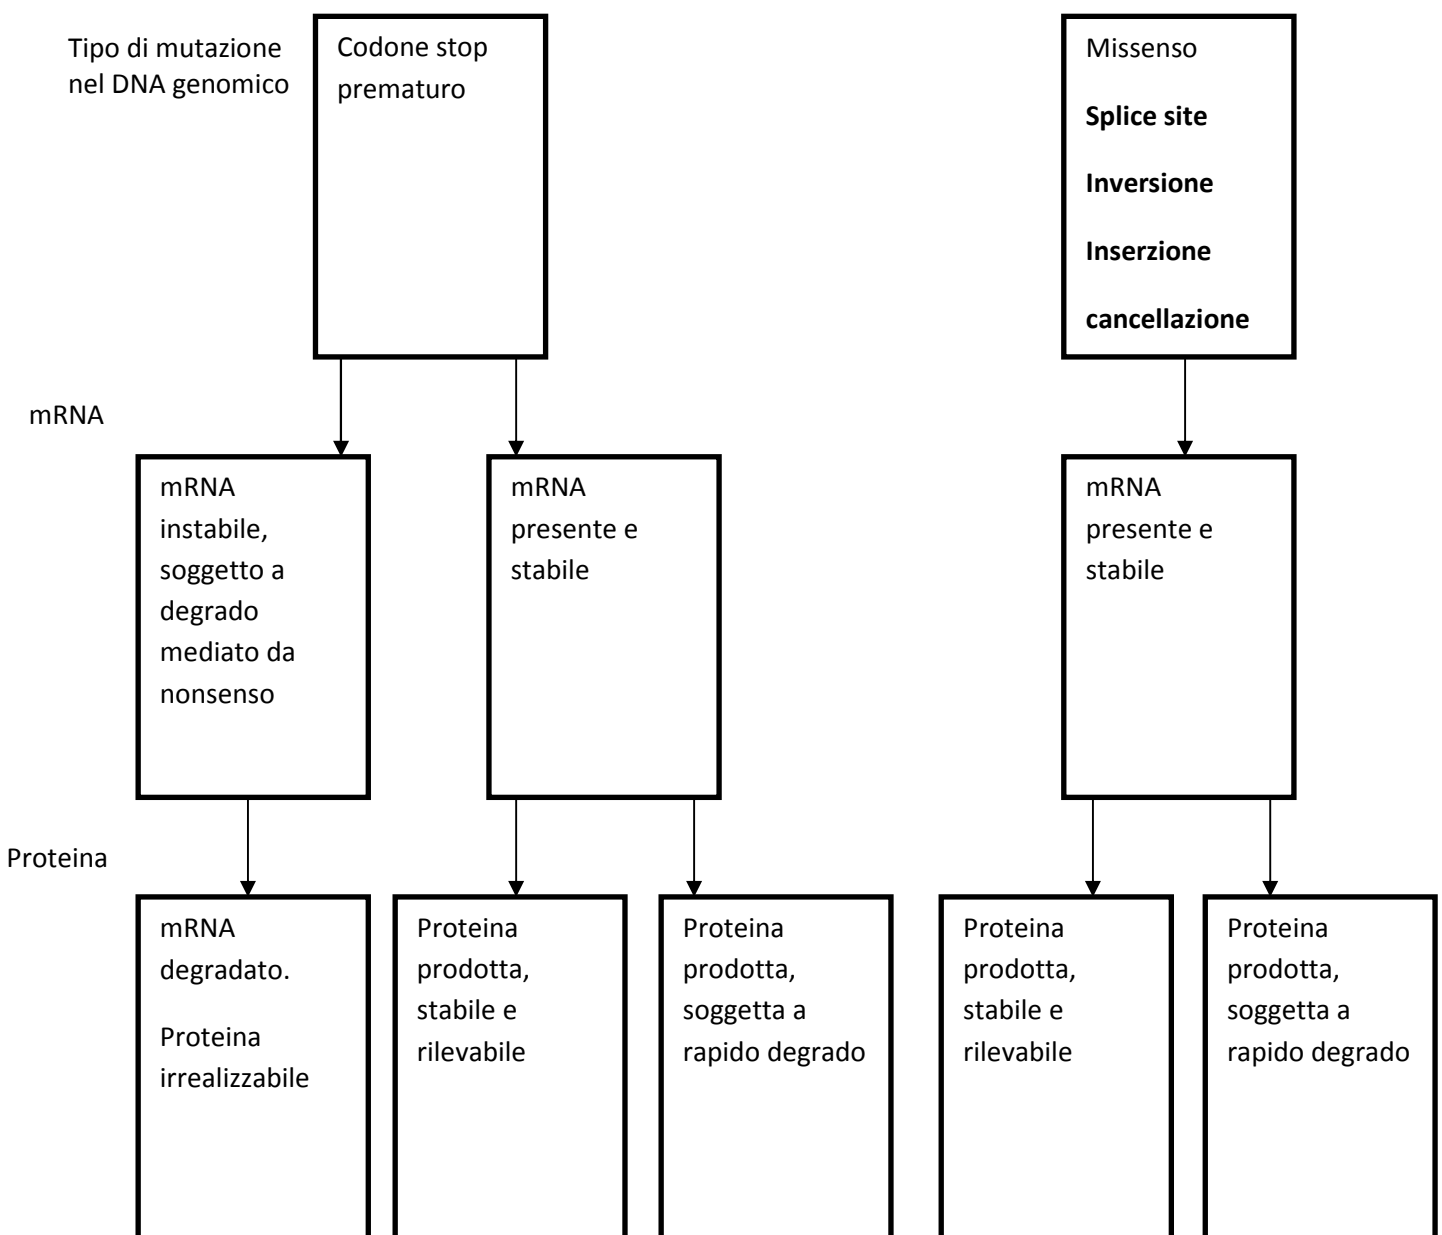 Tipo di mutazione
nel DNA genomico
Codone stop
prematuro
Missenso
Splice site
Inversione
Inserzione
cancellazione
mRNA
mRNA
instabile,
soggetto a
degrado
mediato da
nonsenso
mRNA
presente e
stabile
mRNA
presente e
stabile
Proteina
mRNA
degradato.
Proteina
irrealizzabile
Proteina
prodotta,
stabile e
rilevabile
Proteina
prodotta,
soggetta a
rapido degrado
Proteina
prodotta,
stabile e
rilevabile
Proteina
prodotta,
soggetta a
rapido degrado